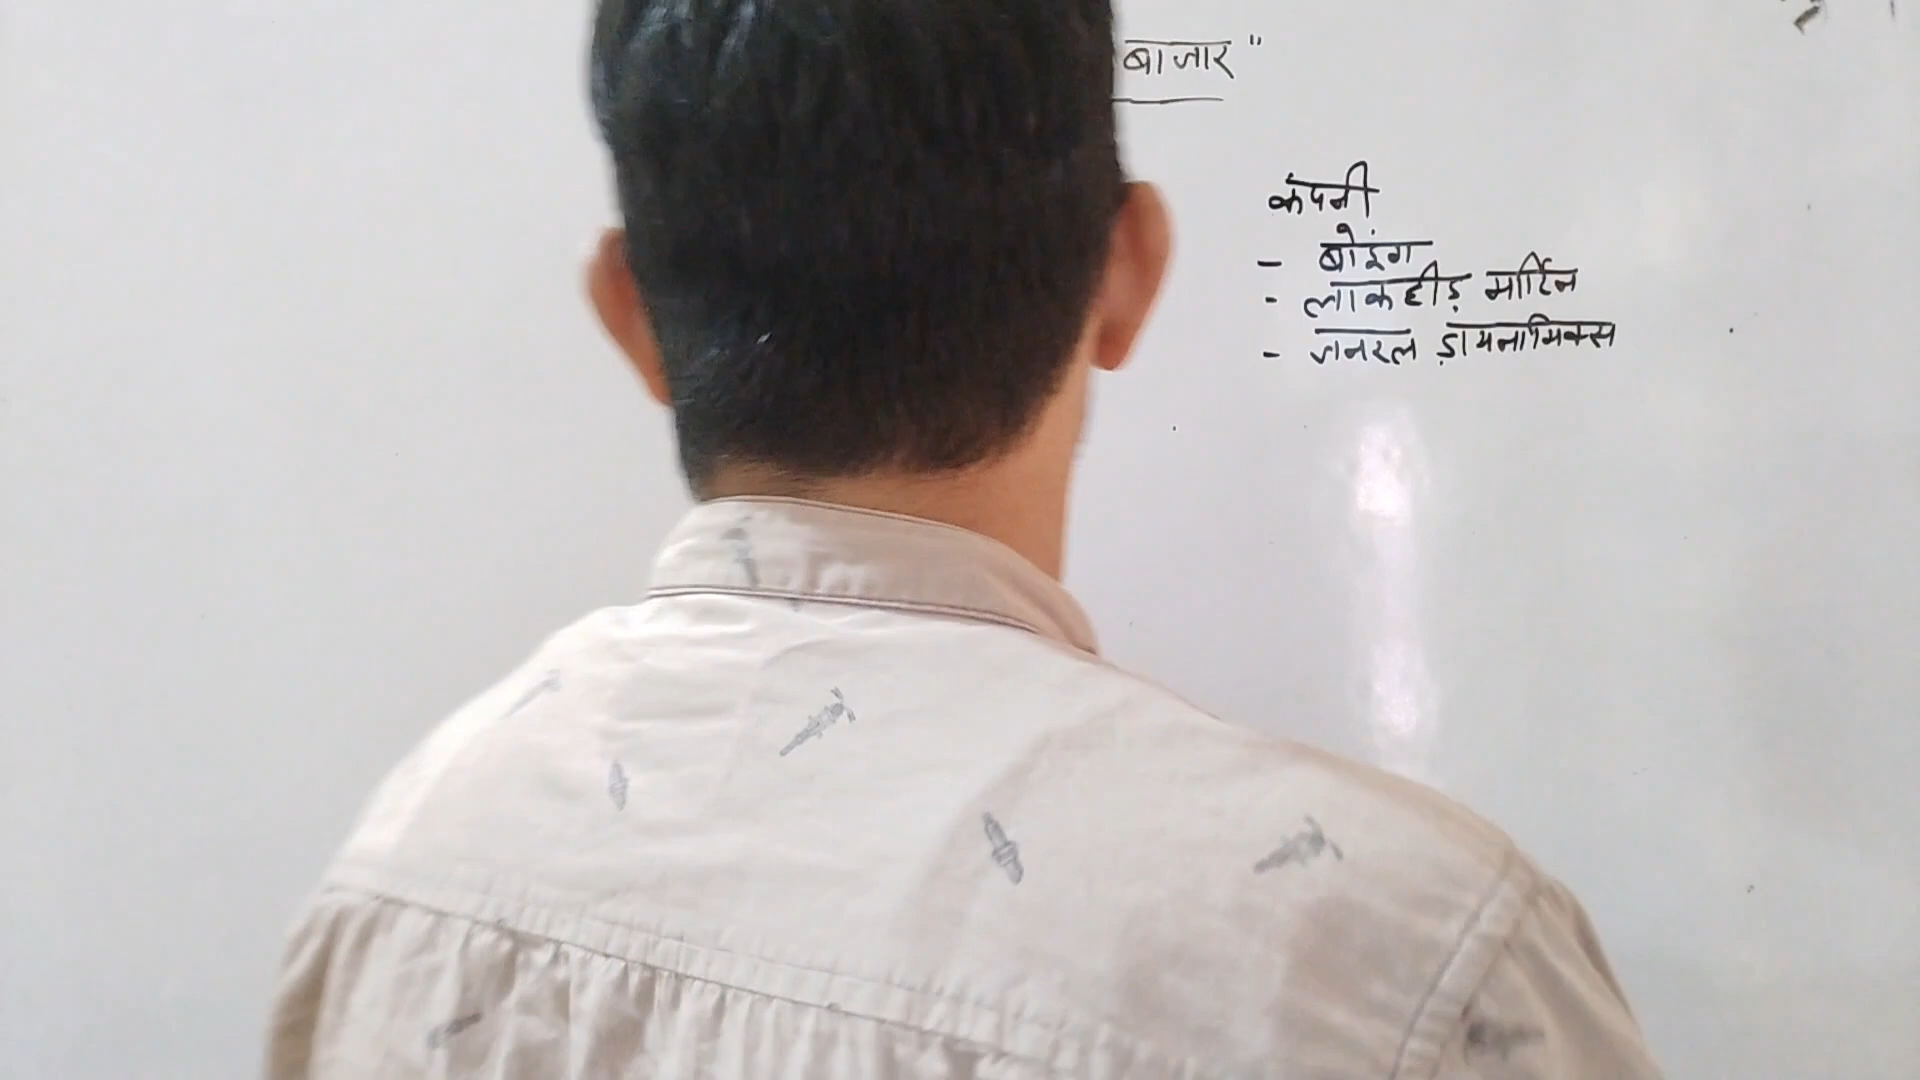 बाजार"
कंपनी
- बोइंग
- लाकहीड़ मार्टिन
- जनरल ड़ायनामिक्स